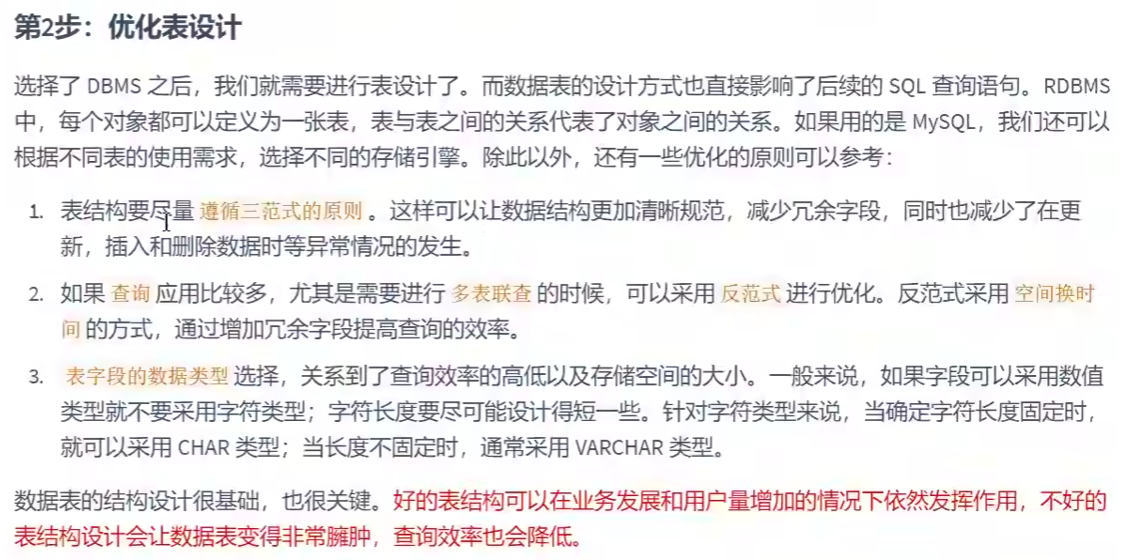 第2步：优化表设计
选择了 DBMS 之后，我们就需要进行表设计了。而数据表的设计方式也直接影响了后续的 SQL 查询语句。RDBMS
中，每个对象都可以定义为一张表，表与表之间的关系代表了对象之间的关系。如果用的是 MySQL，我们还可以
根据不同表的使用需求，选择不同的存储引擎。除此以外，还有一些优化的原则可以参考：
1. 表结构要尽量 遵循三范式的原则 。这样可以让数据结构更加清晰规范，减少冗余字段，同时也减少了在更
新，插入和删除数据时等异常情况的发生。
2. 如果 查询 应用比较多，尤其是需要进行 多表联查 的时候，可以采用 反范式 进行优化。反范式采用 空间换时
间 的方式，通过增加冗余字段提高查询的效率。
3. 表字段的数据类型 选择，关系到了查询效率的高低以及存储空间的大小。一般来说，如果字段可以采用数值
类型就不要采用字符类型；字符长度要尽可能设计得短一些。针对字符类型来说，当确定字符长度固定时，
就可以采用 CHAR 类型；当长度不固定时，通常采用 VARCHAR 类型。
数据表的结构设计很基础，也很关键。好的表结构可以在业务发展和用户量增加的情况下依然发挥作用，不好的
表结构设计会让数据表变得非常臃肿，查询效率也会降低。